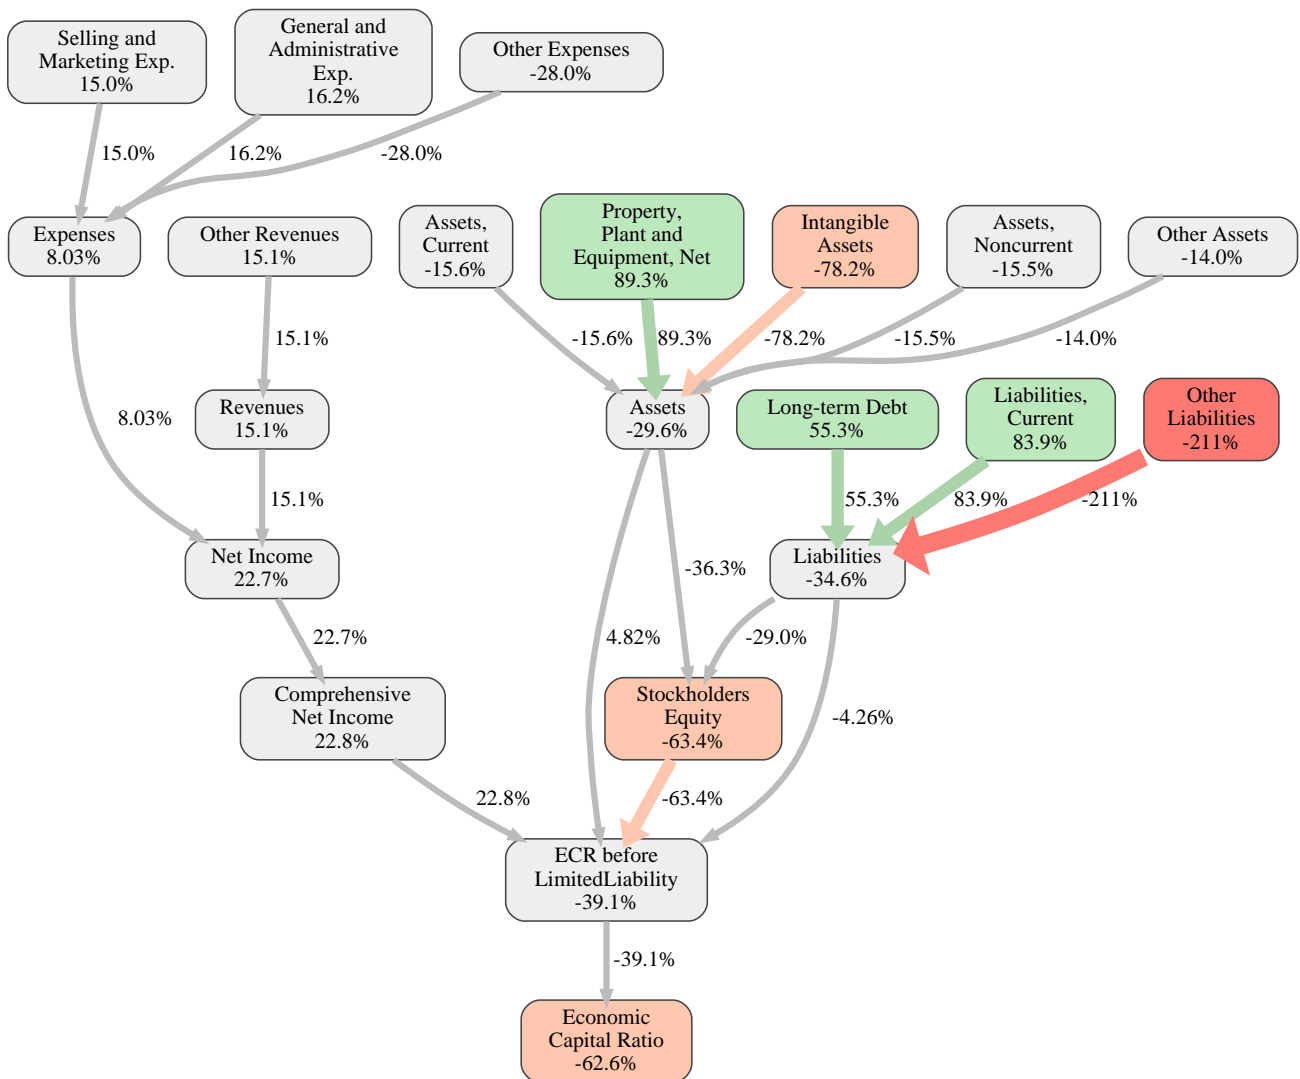 Selling and
Marketing Exp.
15.0%
General and
Administrative
Exp.
16.2%
Other Expenses
-28.0%
15.0%
16.2%
-28.0%
Expenses
8.03%
Other Revenues
15.1%
Assets,
Current
-15.6%
Property,
Plant and
Equipment, Net
89.3%
Intangible
Assets
-78.2%
Assets,
Noncurrent
-15.5%
Other Assets
-14.0%
15.1%
-15.6%
89.3%
-78.2%
-15.5%
-14.0%
8.03%
Revenues
15.1%
Assets
-29.6%
Long-term Debt
55.3%
Liabilities,
Current
83.9%
Other
Liabilities
-211%
15.1%
55.3%
83.9%
-211%
Net Income
22.7%
-36.3%
Liabilities
-34.6%
22.7%
4.82%
-29.0%
Comprehensive
Net Income
22.8%
Stockholders
Equity
-63.4%
-4.26%
22.8%
-63.4%
ECR before
LimitedLiability
-39.1%
-39.1%
Economic
Capital Ratio
-62.6%